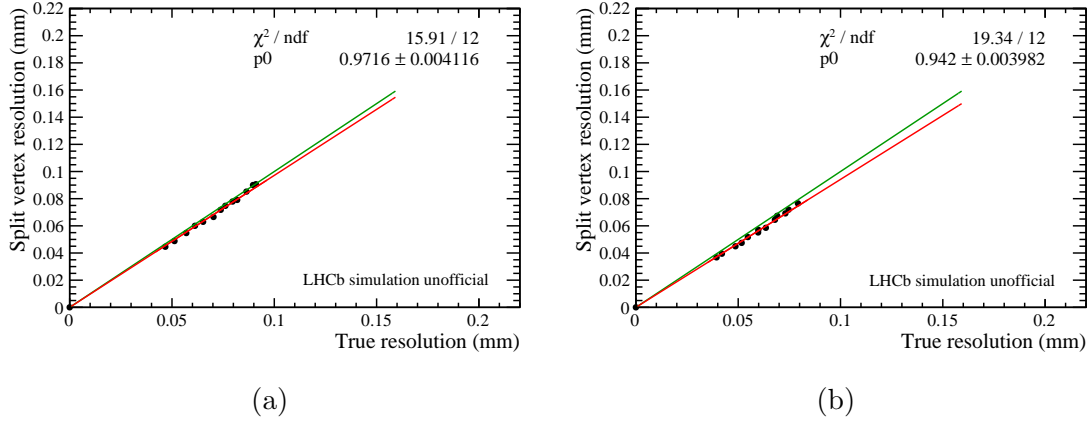 Split vertex resolution (mm)
0.22
0.2
0.18
0.16
0.14
0.12
0.1
0.08
0.06
0.04
0.02
0
χ² / ndf 15.91 / 12
p0 0.9716 ± 0.004116
LHCb simulation unofficial
0 0.05 0.1 0.15 0.2
True resolution (mm)
(a)
Split vertex resolution (mm)
0.22
0.2
0.18
0.16
0.14
0.12
0.1
0.08
0.06
0.04
0.02
0
χ² / ndf 19.34 / 12
p0 0.942 ± 0.003982
LHCb simulation unofficial
0 0.05 0.1 0.15 0.2
True resolution (mm)
(b)